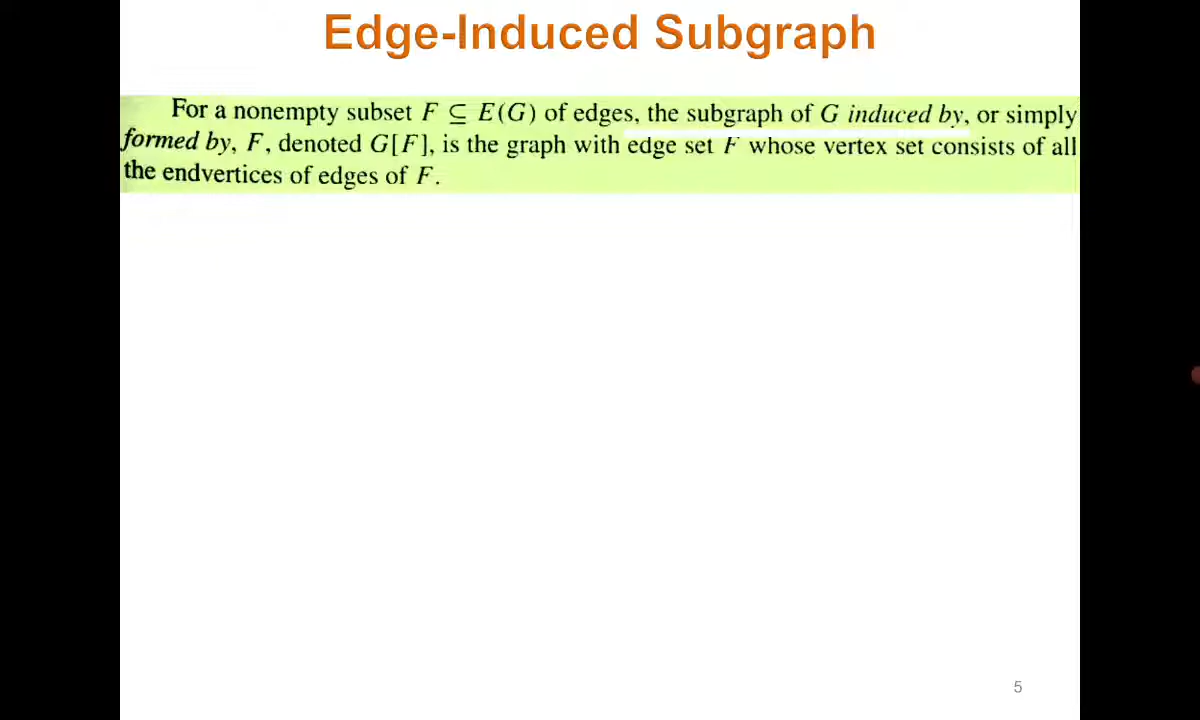 Edge-Induced Subgraph
For a nonempty subset F ⊆ E(G) of edges, the subgraph of G induced by, or simply
formed by, F, denoted G[F], is the graph with edge set F whose vertex set consists of all
the endvertices of edges of F.
5